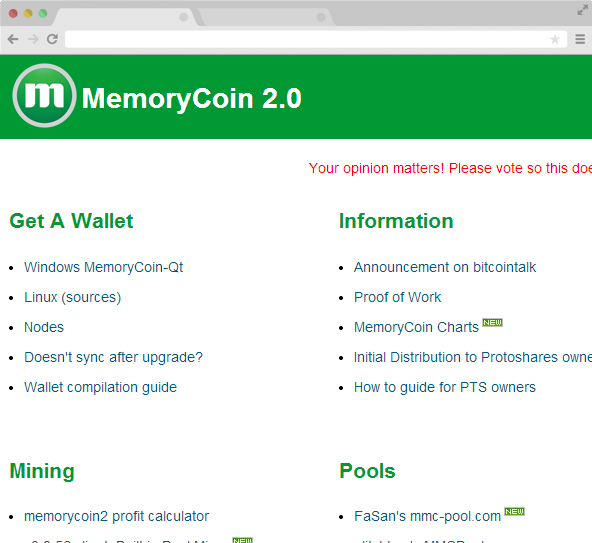 m MemoryCoin 2.0
Your opinion matters! Please vote so this doe
Get A Wallet
Windows MemoryCoin-Qt
Linux (sources)
Nodes
Doesn't sync after upgrade?
Wallet compilation guide
Information
Announcement on bitcointalk
Proof of Work
MemoryCoin Charts NEW
Initial Distribution to Protoshares owne
How to guide for PTS owners
Mining
memorycoin2 profit calculator
Pools
FaSan's mmc-pool.com NEW